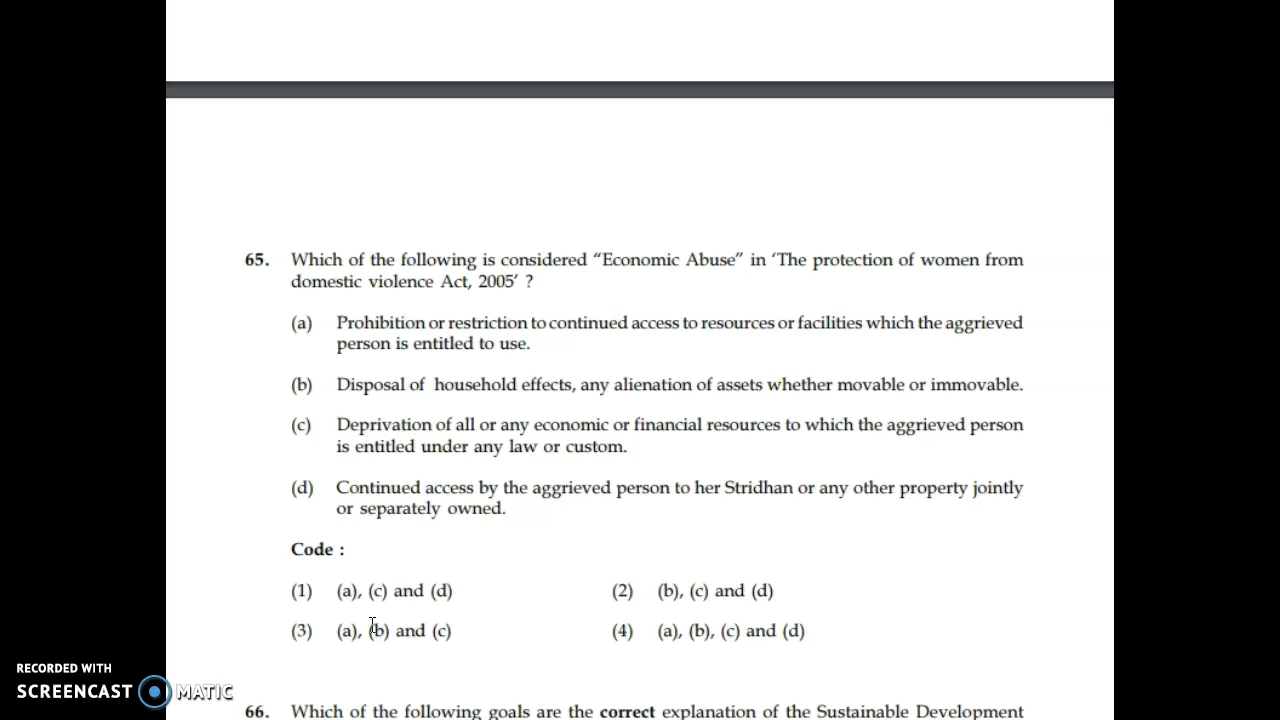 65. Which of the following is considered “Economic Abuse” in ‘The protection of women from
domestic violence Act, 2005’ ?
(a) Prohibition or restriction to continued access to resources or facilities which the aggrieved
person is entitled to use.
(b) Disposal of household effects, any alienation of assets whether movable or immovable.
(c) Deprivation of all or any economic or financial resources to which the aggrieved person
is entitled under any law or custom.
(d) Continued access by the aggrieved person to her Stridhan or any other property jointly
or separately owned.
Code :
(1) (a), (c) and (d) (2) (b), (c) and (d)
(3) (a), (b) and (c) (4) (a), (b), (c) and (d)
RECORDED WITH
SCREENCAST MATIC
66. Which of the following goals are the correct explanation of the Sustainable Development